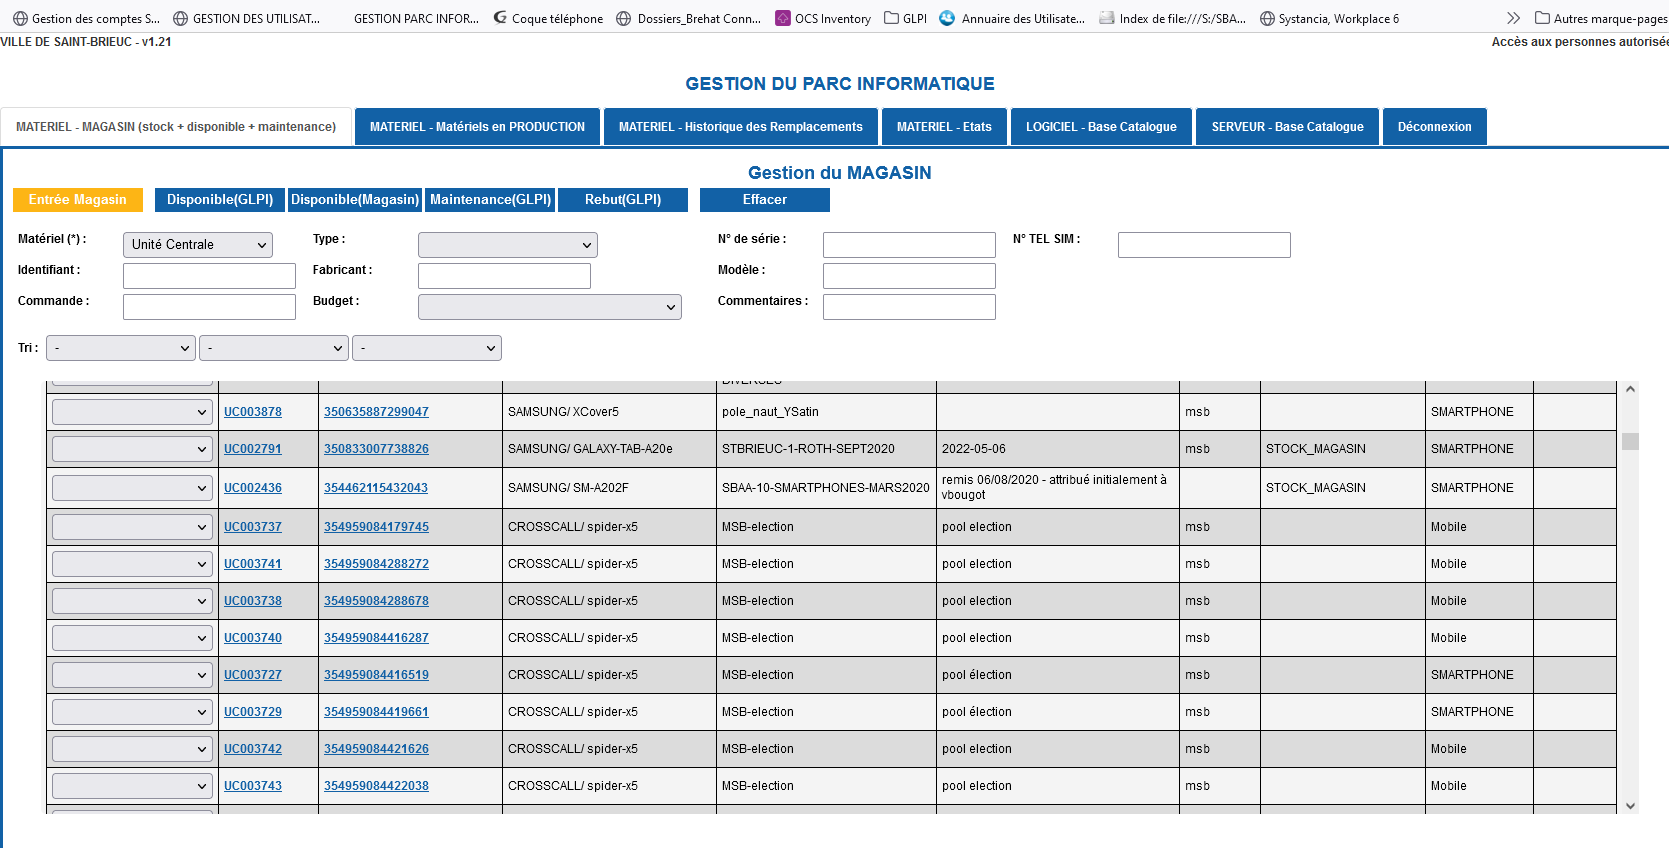 Gestion des comptes S... GESTION DES UTILISAT... GESTION PARC INFOR... Coque téléphone Dossiers_Brehat Conn... OCS Inventory GLPI Annuaire des Utilisate... Index de file:///S:/SBA... Systancia, Workplace 6 Autres marque-pages
VILLE DE SAINT-BRIEUC - v1.21 Accès aux personnes autorisée
GESTION DU PARC INFORMATIQUE
MATERIEL - MAGASIN (stock + disponible + maintenance) MATERIEL - Matériels en PRODUCTION MATERIEL - Historique des Remplacements MATERIEL - Etats LOGICIEL - Base Catalogue SERVEUR - Base Catalogue Déconnexion
Gestion du MAGASIN
Entrée Magasin Disponible(GLPI) Disponible(Magasin) Maintenance(GLPI) Rebut(GLPI) Effacer
Matériel (*) : Unité Centrale Type : N° de série : N° TEL SIM :
Identifiant : Fabricant : Modèle :
Commande : Budget : Commentaires :
Tri : - - -
DIVERSES
UC003878 350635887299047 SAMSUNG/ XCover5 pole_naut_YSatin msb SMARTPHONE
UC002791 350833007738826 SAMSUNG/ GALAXY-TAB-A20e STBRIEUC-1-ROTH-SEPT2020 2022-05-06 msb STOCK_MAGASIN SMARTPHONE
UC002436 354462115432043 SAMSUNG/ SM-A202F SBAA-10-SMARTPHONES-MARS2020 remis 06/08/2020 - attribué initialement à vbougot STOCK_MAGASIN SMARTPHONE
UC003737 354959084179745 CROSSCALL/ spider-x5 MSB-election pool election msb Mobile
UC003741 354959084288272 CROSSCALL/ spider-x5 MSB-election pool election msb Mobile
UC003738 354959084288678 CROSSCALL/ spider-x5 MSB-election pool election msb Mobile
UC003740 354959084416287 CROSSCALL/ spider-x5 MSB-election pool election msb Mobile
UC003727 354959084416519 CROSSCALL/ spider-x5 MSB-election pool élection msb SMARTPHONE
UC003729 354959084419661 CROSSCALL/ spider-x5 MSB-election pool élection msb SMARTPHONE
UC003742 354959084421626 CROSSCALL/ spider-x5 MSB-election pool election msb Mobile
UC003743 354959084422038 CROSSCALL/ spider-x5 MSB-election pool election msb Mobile